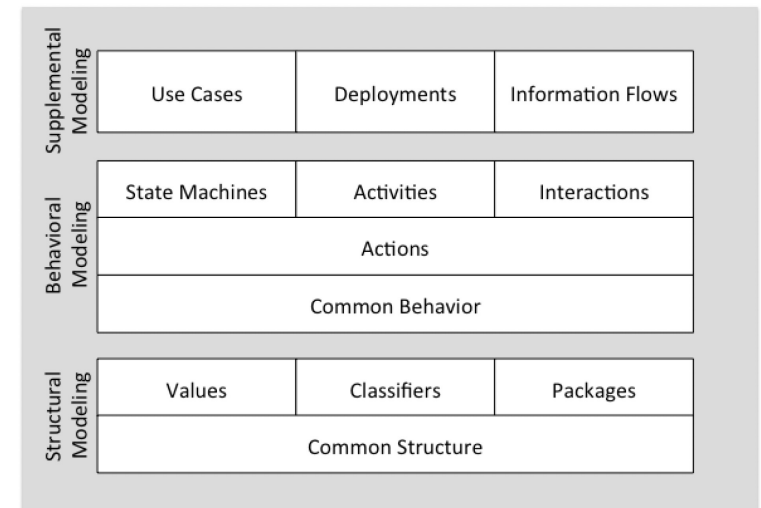 Supplemental
Modeling
Use Cases
Deployments
Information Flows
Behavioral
Modeling
State Machines
Activities
Interactions
Actions
Common Behavior
Structural
Modeling
Values
Classifiers
Packages
Common Structure